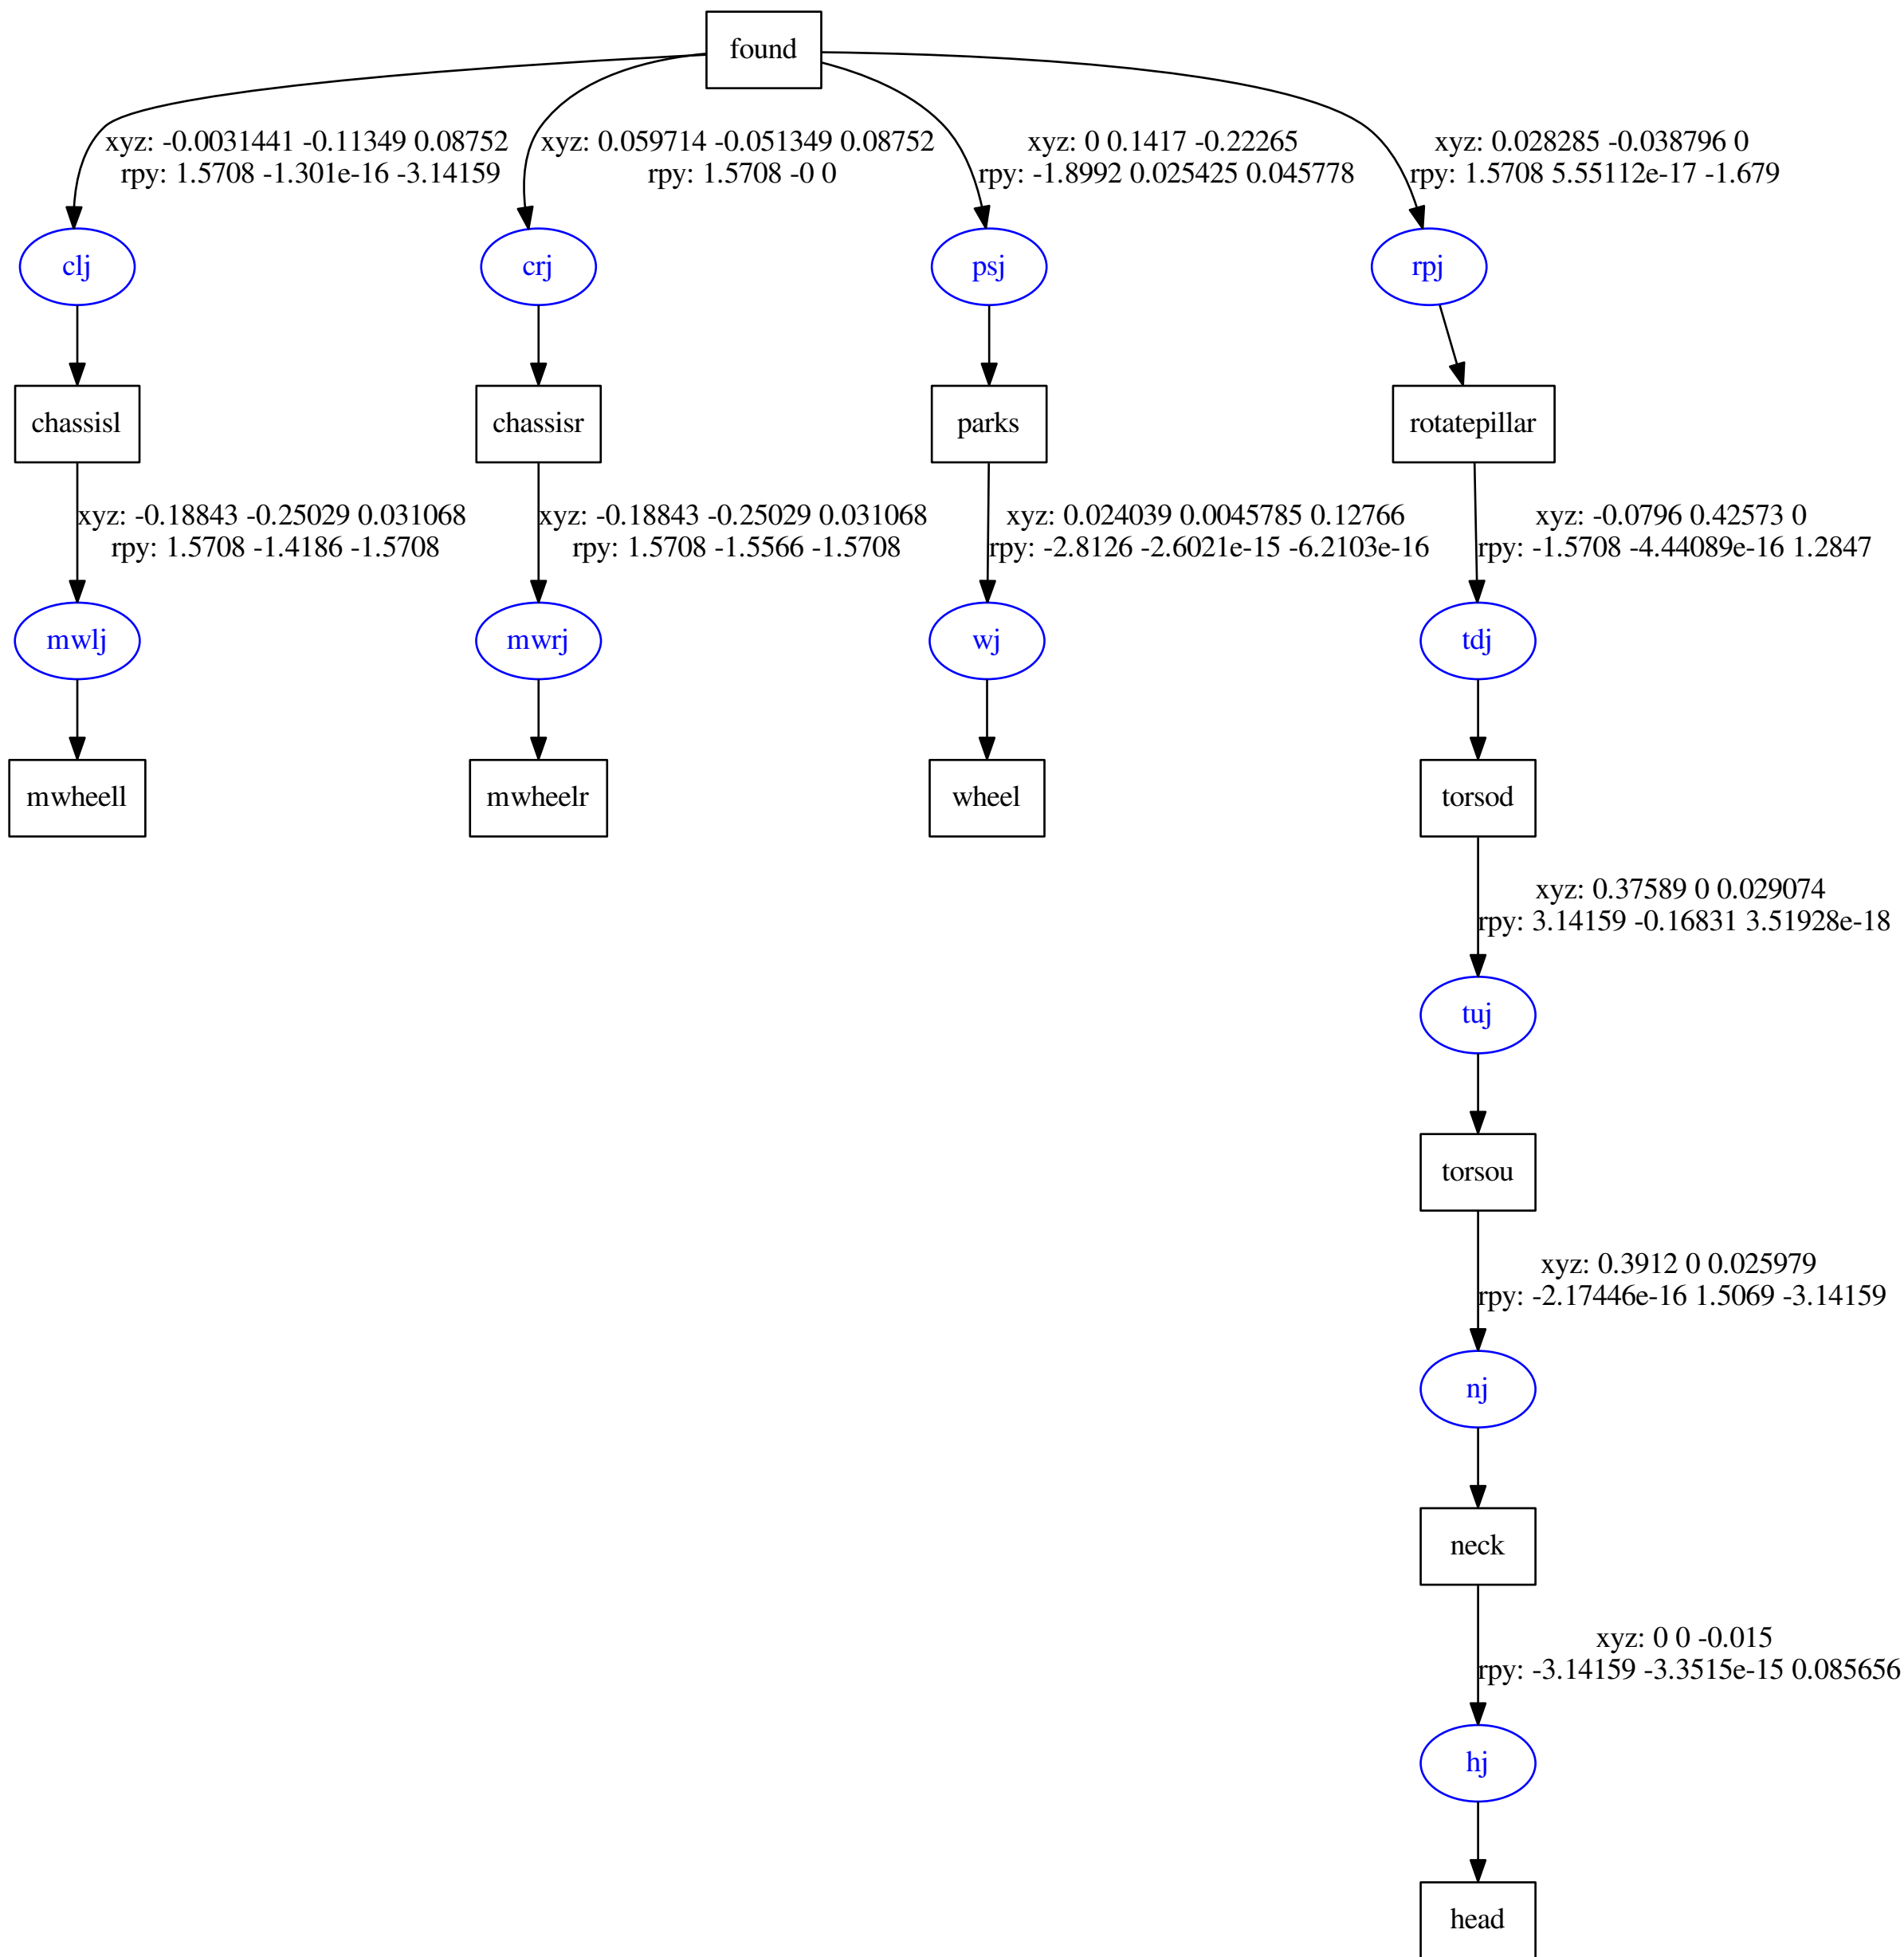 found
xyz: -0.0031441 -0.11349 0.08752
rpy: 1.5708 -1.301e-16 -3.14159
xyz: 0.059714 -0.051349 0.08752
rpy: 1.5708 -0 0
xyz: 0 0.1417 -0.22265
rpy: -1.8992 0.025425 0.045778
xyz: 0.028285 -0.038796 0
rpy: 1.5708 5.55112e-17 -1.679
clj
crj
psj
rpj
chassisl
chassisr
parks
rotatepillar
xyz: -0.18843 -0.25029 0.031068
rpy: 1.5708 -1.4186 -1.5708
xyz: -0.18843 -0.25029 0.031068
rpy: 1.5708 -1.5566 -1.5708
xyz: 0.024039 0.0045785 0.12766
rpy: -2.8126 -2.6021e-15 -6.2103e-16
xyz: -0.0796 0.42573 0
rpy: -1.5708 -4.44089e-16 1.2847
mwlj
mwrj
wj
tdj
mwheell
mwheelr
wheel
torsod
xyz: 0.37589 0 0.029074
rpy: 3.14159 -0.16831 3.51928e-18
tuj
torsou
xyz: 0.3912 0 0.025979
rpy: -2.17446e-16 1.5069 -3.14159
nj
neck
xyz: 0 0 -0.015
rpy: -3.14159 -3.3515e-15 0.085656
hj
head